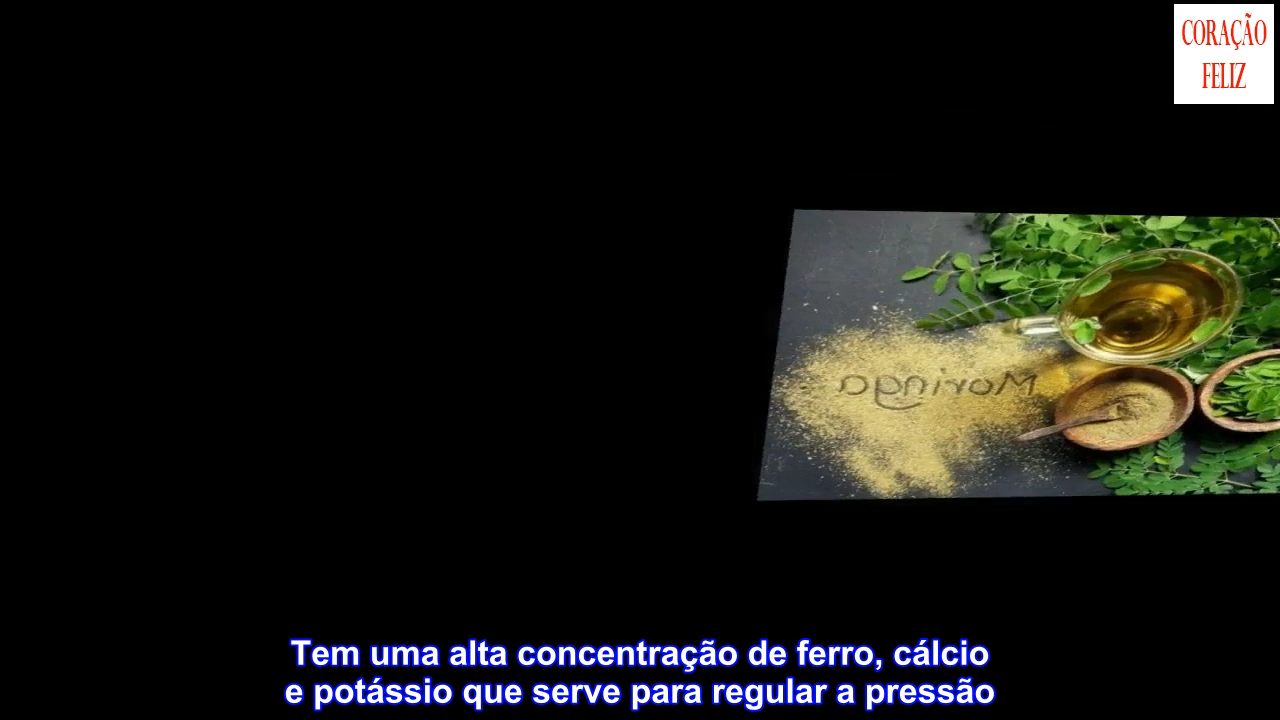 CORAÇÃO
FELIZ
Moringa
Tem uma alta concentração de ferro, cálcio
e potássio que serve para regular a pressão